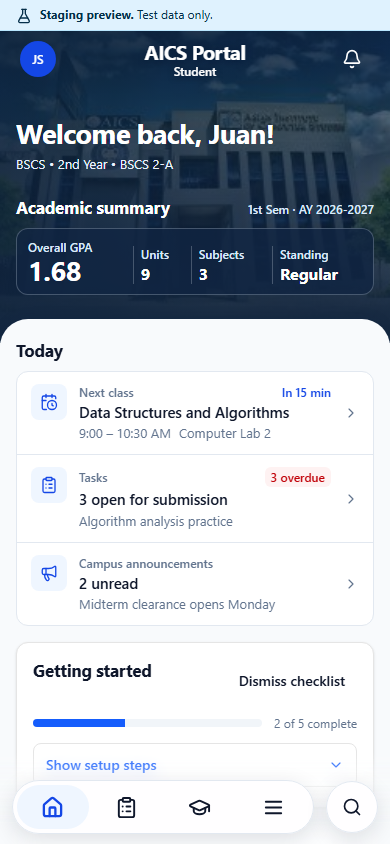 Staging preview. Test data only.
JS
AICS Portal
Student
Welcome back, Juan!
BSCS • 2nd Year • BSCS 2-A
Academic summary
1st Sem · AY 2026-2027
Overall GPA
1.68
Units
9
Subjects
3
Standing
Regular
Today
Next class
In 15 min
Data Structures and Algorithms
9:00 – 10:30 AM Computer Lab 2
Tasks
3 overdue
3 open for submission
Algorithm analysis practice
Campus announcements
2 unread
Midterm clearance opens Monday
Getting started
Dismiss checklist
2 of 5 complete
Show setup steps